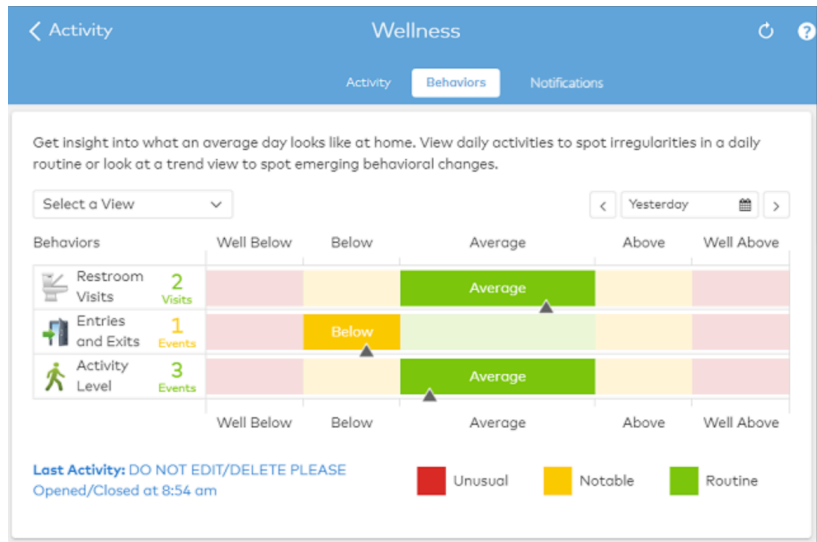 Activity
Wellness
?
Activity
Behaviors
Notifications
Get insight into what an average day looks like at home. View daily activities to spot irregularities in a daily
routine or look at a trend view to spot emerging behavioral changes.
Select a View
Yesterday
Behaviors
Well Below
Below
Average
Above
Well Above
Restroom
Visits
2
Visits
Average
Entries
and Exits
1
Events
Below
Activity
Level
3
Events
Average
Well Below
Below
Average
Above
Well Above
Last Activity: DO NOT EDIT/DELETE PLEASE
Opened/Closed at 8:54 am
Unusual
Notable
Routine